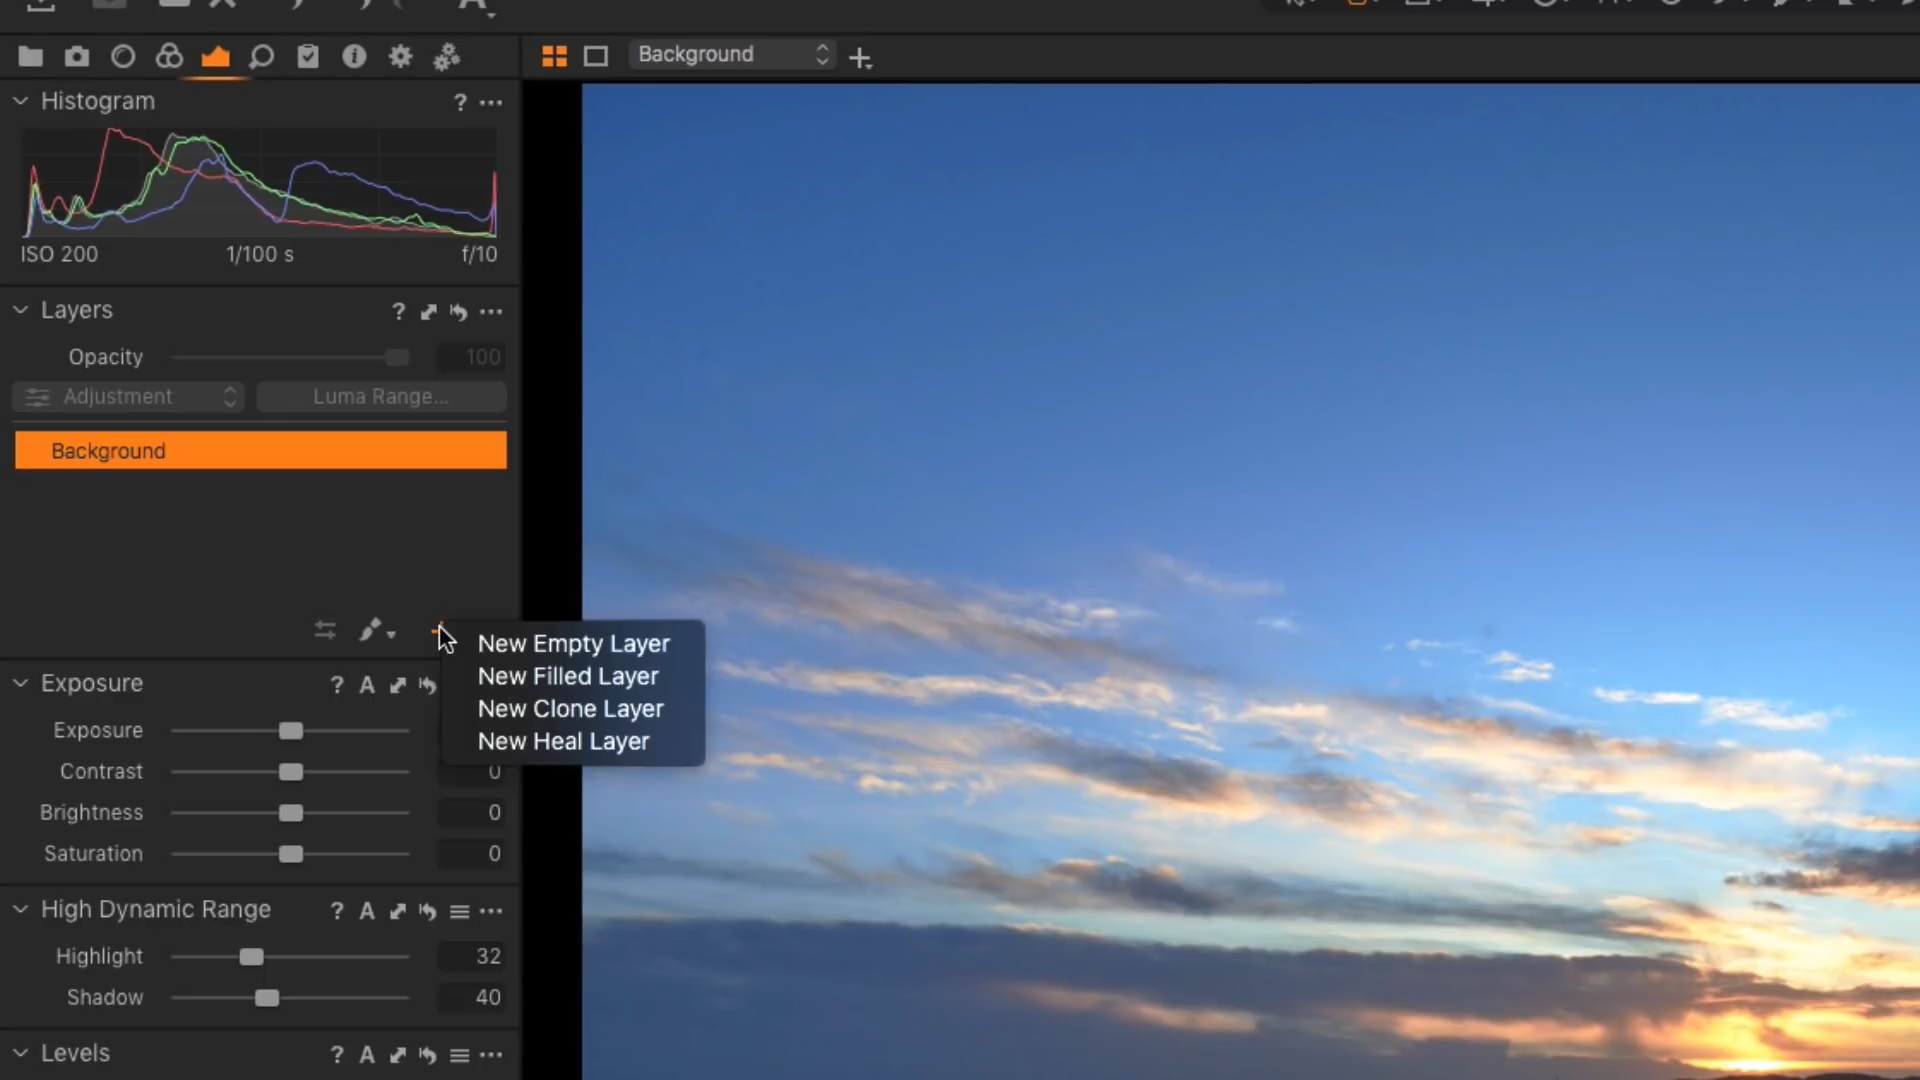 Background
Histogram ?
ISO 200 1/100 s f/10
Layers ?
Opacity 100
Adjustment Luma Range...
Background
New Empty Layer
New Filled Layer
New Clone Layer
New Heal Layer
Exposure ? A
Exposure
Contrast 0
Brightness 0
Saturation 0
High Dynamic Range ? A
Highlight 32
Shadow 40
Levels ? A